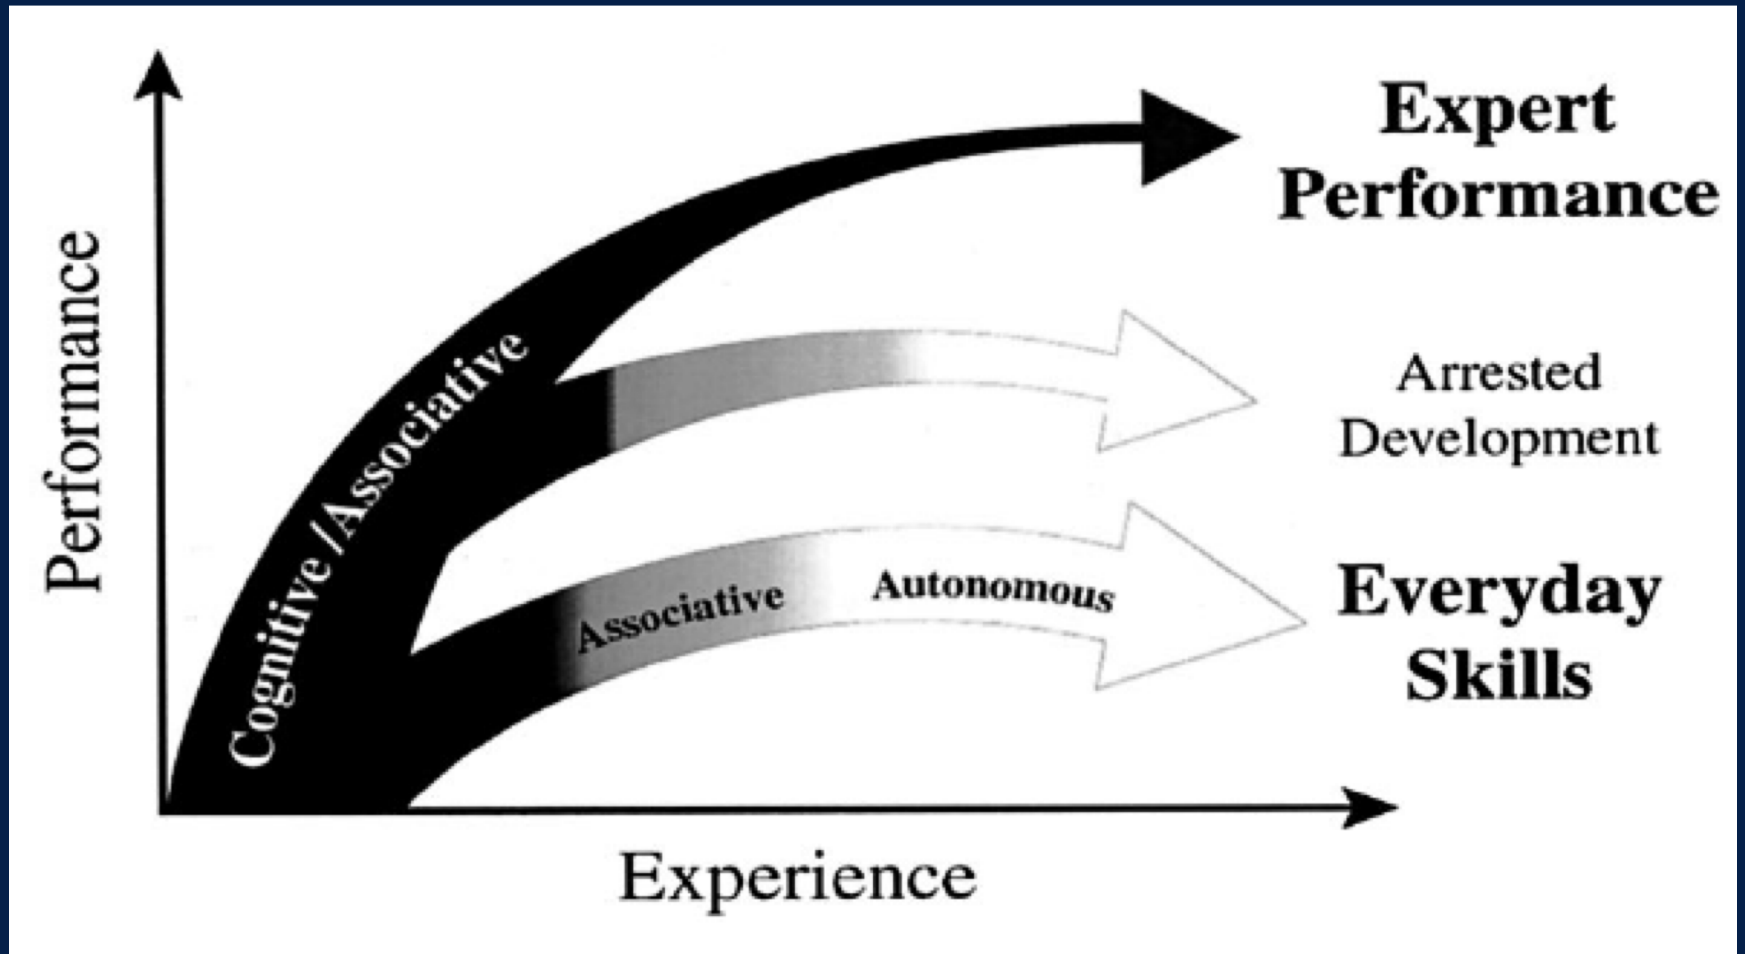 Performance
Cognitive /Associative
Expert
Performance
Arrested
Development
Associative
Autonomous
Everyday
Skills
Experience